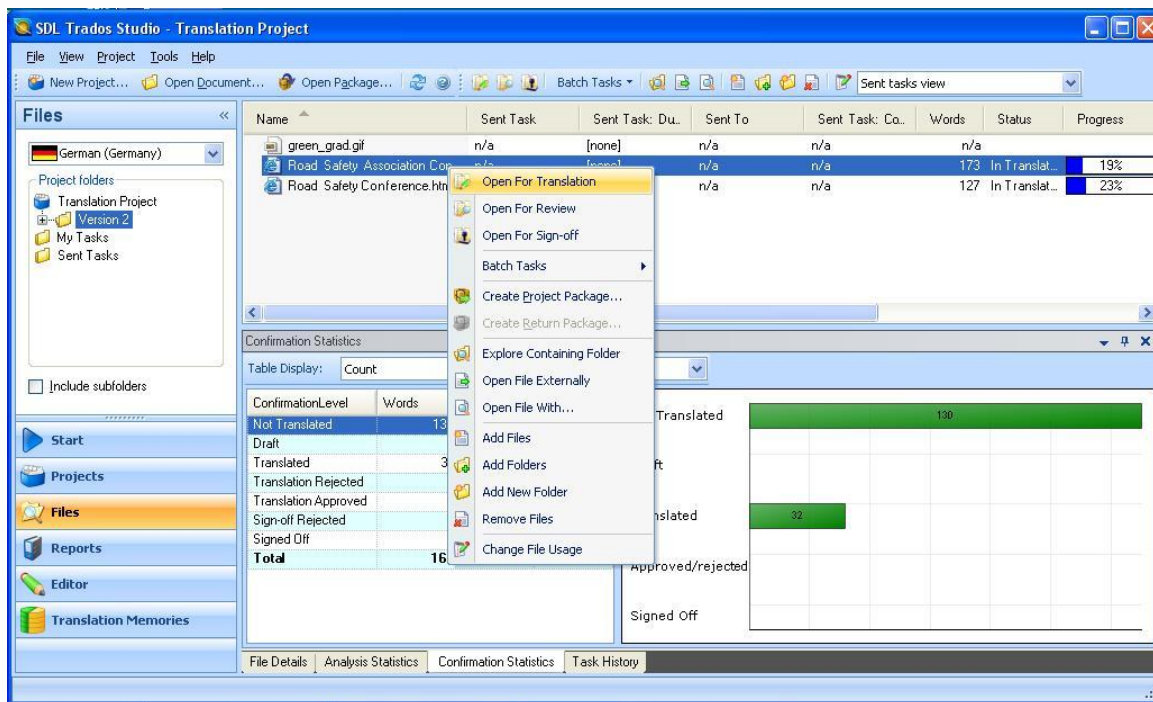 SDL Trados Studio - Translation Project
File View Project Tools Help
New Project... Open Document... Open Package... Batch Tasks Sent tasks view
Files «
German (Germany)
Project folders
Translation Project
Version 2
My Tasks
Sent Tasks
Include subfolders
Start
Projects
Files
Reports
Editor
Translation Memories
Name Sent Task Sent Task: Du... Sent To Sent Task: Co... Words Status Progress
green_grad.gif n/a [none] n/a n/a n/a
Road Safety Association Con... n/a [none] n/a n/a 173 In Translat... 19%
Road Safety Conference.htm n/a n/a 127 In Translat... 23%
Open For Translation
Open For Review
Open For Sign-off
Batch Tasks
Create Project Package...
Create Return Package...
Explore Containing Folder
Open File Externally
Open File With...
Add Files
Add Folders
Add New Folder
Remove Files
Change File Usage
Confirmation Statistics
Table Display: Count
ConfirmationLevel Words
Not Translated 13
Draft
Translated 3
Translation Rejected
Translation Approved
Sign-off Rejected
Signed Off
Total 16
Translated 130
ft
nslated 32
Approved/rejected
Signed Off
File Details Analysis Statistics Confirmation Statistics Task History